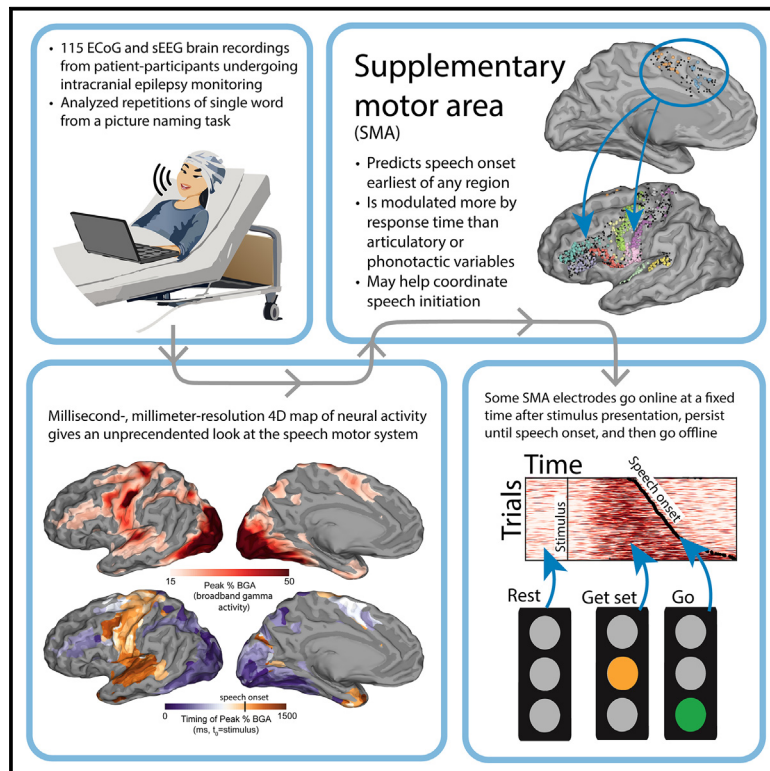 • 115 ECoG and sEEG brain recordings
from patient-participants undergoing
intracranial epilepsy monitoring
• Analyzed repetitions of single word
from a picture naming task
Supplementary
motor area
(SMA)
• Predicts speech onset
earliest of any region
• Is modulated more by
response time than
articulatory or
phonotactic variables
• May help coordinate
speech initiation
Millisecond-, millimeter-resolution 4D map of neural activity
gives an unprecendented look at the speech motor system
15
50
Peak % BGA
(broadband gamma
activity)
speech onset
0
1500
Timing of Peak % BGA
(ms, t0=stimulus)
Some SMA electrodes go online at a fixed
time after stimulus presentation, persist
until speech onset, and then go offline
Time
Trials
Stimulus
Speech onset
Rest
Get set
Go